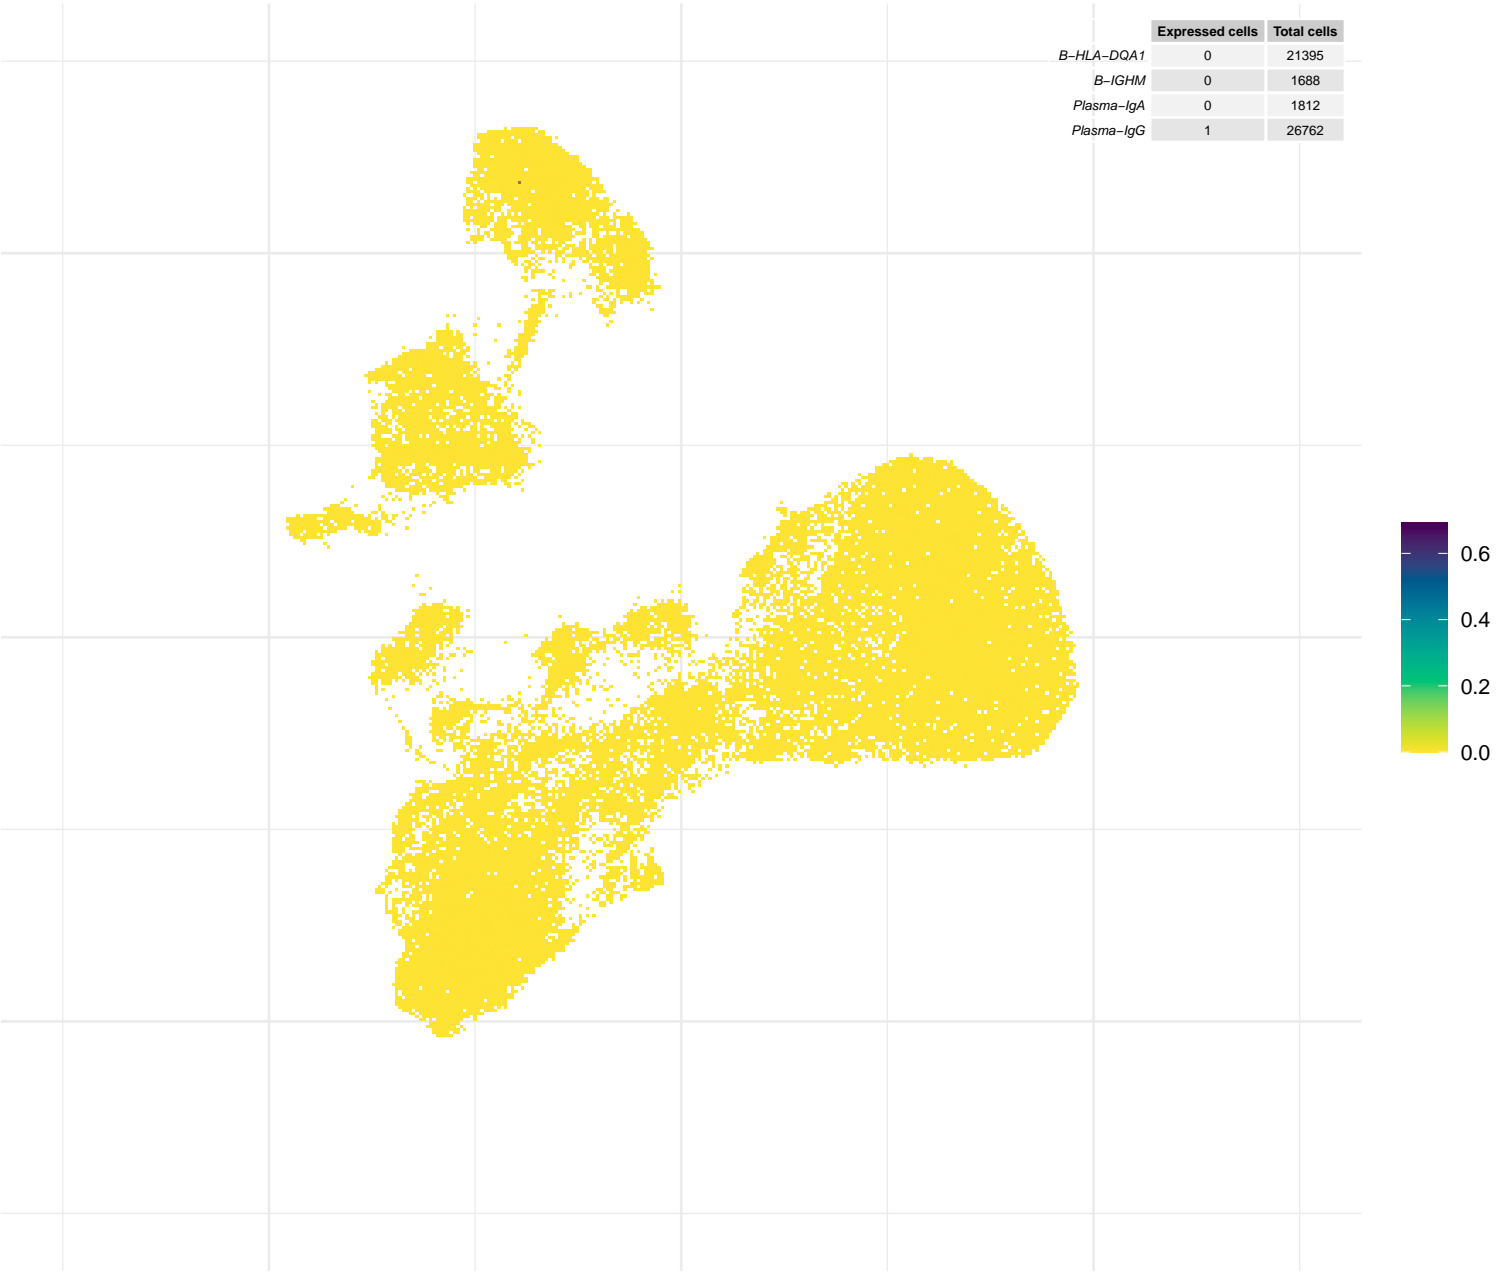 Expressed cells Total cells
B−HLA−DQA1 0 21395
B−IGHM 0 1688
Plasma−IgA 0 1812
Plasma−IgG 1 26762
0.6
0.4
0.2
0.0